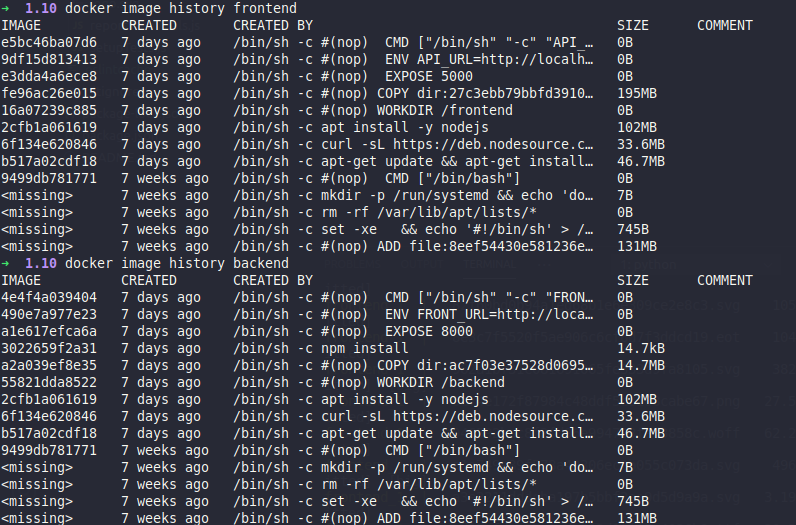 ➜  1.10 docker image history frontend
IMAGE          CREATED       CREATED BY                                      SIZE      COMMENT
e5bc46ba07d6   7 days ago    /bin/sh -c #(nop)  CMD ["/bin/sh" "-c" "API_…   0B
9df15d813413   7 days ago    /bin/sh -c #(nop)  ENV API_URL=http://localh…   0B
e3dda4a6ece8   7 days ago    /bin/sh -c #(nop)  EXPOSE 5000                  0B
fe96ac26e015   7 days ago    /bin/sh -c #(nop) COPY dir:27c3ebb79bbfd3910…   195MB
16a07239c885   7 days ago    /bin/sh -c #(nop) WORKDIR /frontend             0B
2cfb1a061619   7 days ago    /bin/sh -c apt install -y nodejs                102MB
6f134e620846   7 days ago    /bin/sh -c curl -sL https://deb.nodesource.c…   33.6MB
b517a02cdf18   7 days ago    /bin/sh -c apt-get update && apt-get install…   46.7MB
9499db781771   7 weeks ago   /bin/sh -c #(nop)  CMD ["/bin/bash"]            0B
<missing>      7 weeks ago   /bin/sh -c mkdir -p /run/systemd && echo 'do…   7B
<missing>      7 weeks ago   /bin/sh -c rm -rf /var/lib/apt/lists/*          0B
<missing>      7 weeks ago   /bin/sh -c set -xe   && echo '#!/bin/sh' > /…   745B
<missing>      7 weeks ago   /bin/sh -c #(nop) ADD file:8eef54430e581236e…   131MB
➜  1.10 docker image history backend
IMAGE          CREATED       CREATED BY                                      SIZE      COMMENT
4e4f4a039404   7 days ago    /bin/sh -c #(nop)  CMD ["/bin/sh" "-c" "FRON…   0B
490e7a977e23   7 days ago    /bin/sh -c #(nop)  ENV FRONT_URL=http://loca…   0B
a1e617efca6a   7 days ago    /bin/sh -c #(nop)  EXPOSE 8000                  0B
3022659f2a31   7 days ago    /bin/sh -c npm install                          14.7kB
a2a039ef8e35   7 days ago    /bin/sh -c #(nop) COPY dir:ac7f03e37528d0695…   14.7MB
55821dda8522   7 days ago    /bin/sh -c #(nop) WORKDIR /backend              0B
2cfb1a061619   7 days ago    /bin/sh -c apt install -y nodejs                102MB
6f134e620846   7 days ago    /bin/sh -c curl -sL https://deb.nodesource.c…   33.6MB
b517a02cdf18   7 days ago    /bin/sh -c apt-get update && apt-get install…   46.7MB
9499db781771   7 weeks ago   /bin/sh -c #(nop)  CMD ["/bin/bash"]            0B
<missing>      7 weeks ago   /bin/sh -c mkdir -p /run/systemd && echo 'do…   7B
<missing>      7 weeks ago   /bin/sh -c rm -rf /var/lib/apt/lists/*          0B
<missing>      7 weeks ago   /bin/sh -c set -xe   && echo '#!/bin/sh' > /…   745B
<missing>      7 weeks ago   /bin/sh -c #(nop) ADD file:8eef54430e581236e…   131MB